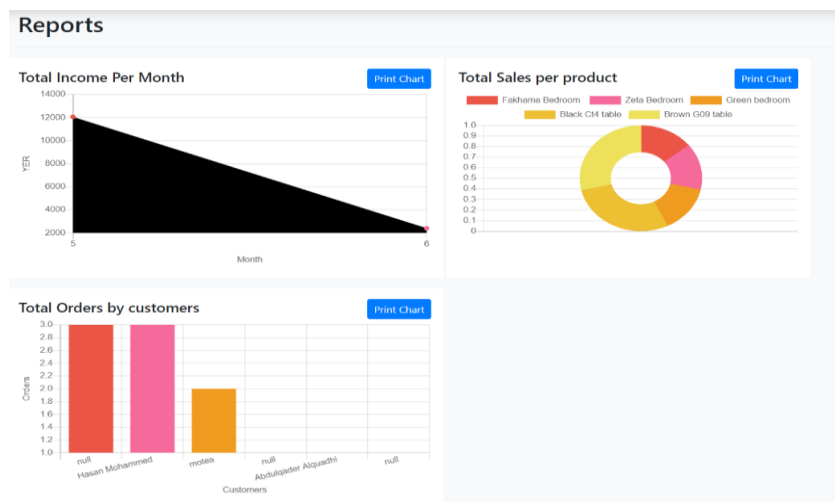 Reports
Total Income Per Month
Print Chart
14000
12000
10000
8000
6000
4000
2000
YER
5
6
Month
Total Sales per product
Print Chart
Fakhama Bedroom
Zeta Bedroom
Green bedroom
Black Ct4 table
Brown G09 table
1.0
0.9
0.8
0.7
0.6
0.5
0.4
0.3
0.2
0.1
0
Total Orders by customers
Print Chart
3.0
2.8
2.6
2.4
2.2
2.0
1.8
1.6
1.4
1.2
1.0
Orders
null
Hasan Mohammed
motea
null
Abdulqader Alquadhi
null
Customers